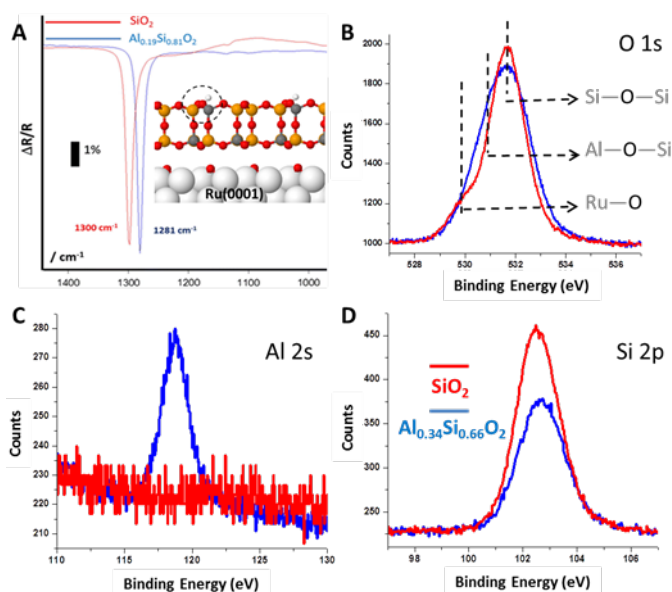 A
SiO₂
Al₀.₁₉Si₀.₈₁O₂
ΔR/R
1%
Ru(0001)
1300 cm⁻¹
1281 cm⁻¹
/ cm⁻¹
1400
1300
1200
1100
1000
B
O 1s
Counts
2000
1800
1600
1400
1200
1000
Si—O—Si
Al—O—Si
Ru—O
528
530
532
534
536
Binding Energy (eV)
C
Al 2s
Counts
280
270
260
250
240
230
220
210
110
115
120
125
130
Binding Energy (eV)
D
Si 2p
Counts
450
400
350
300
250
SiO₂
Al₀.₃₄Si₀.₆₆O₂
98
100
102
104
106
Binding Energy (eV)